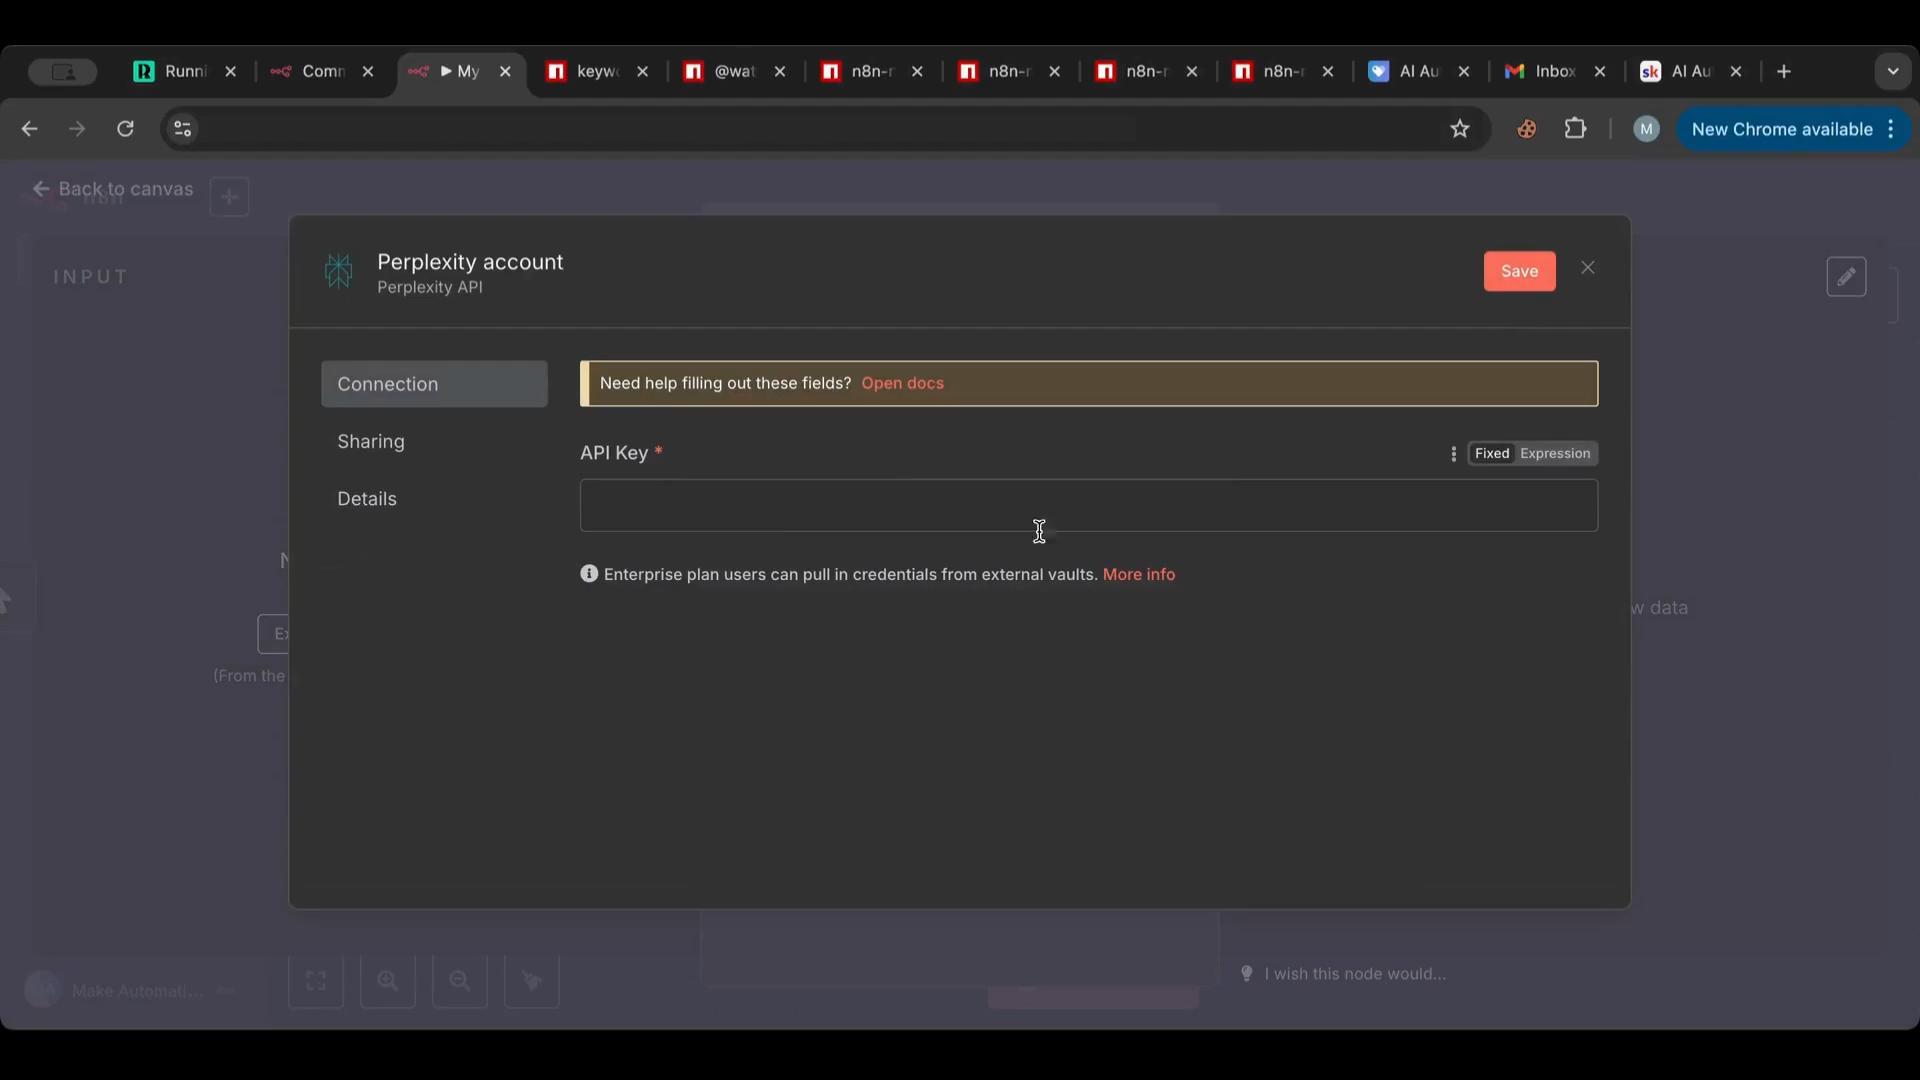 Runni
Comn
My
keywo
@wat
n8n-r
n8n-r
n8n-r
n8n-r
AI Au
Inbox
AI Au
M
New Chrome available
Back to canvas
n8n
INPUT
Perplexity account
Perplexity API
Save
Connection
Sharing
Details
Need help filling out these fields? Open docs
API Key *
Fixed Expression
Enterprise plan users can pull in credentials from external vaults. More info
N
Ex
(From the
w data
Make Automati...
I wish this node would...